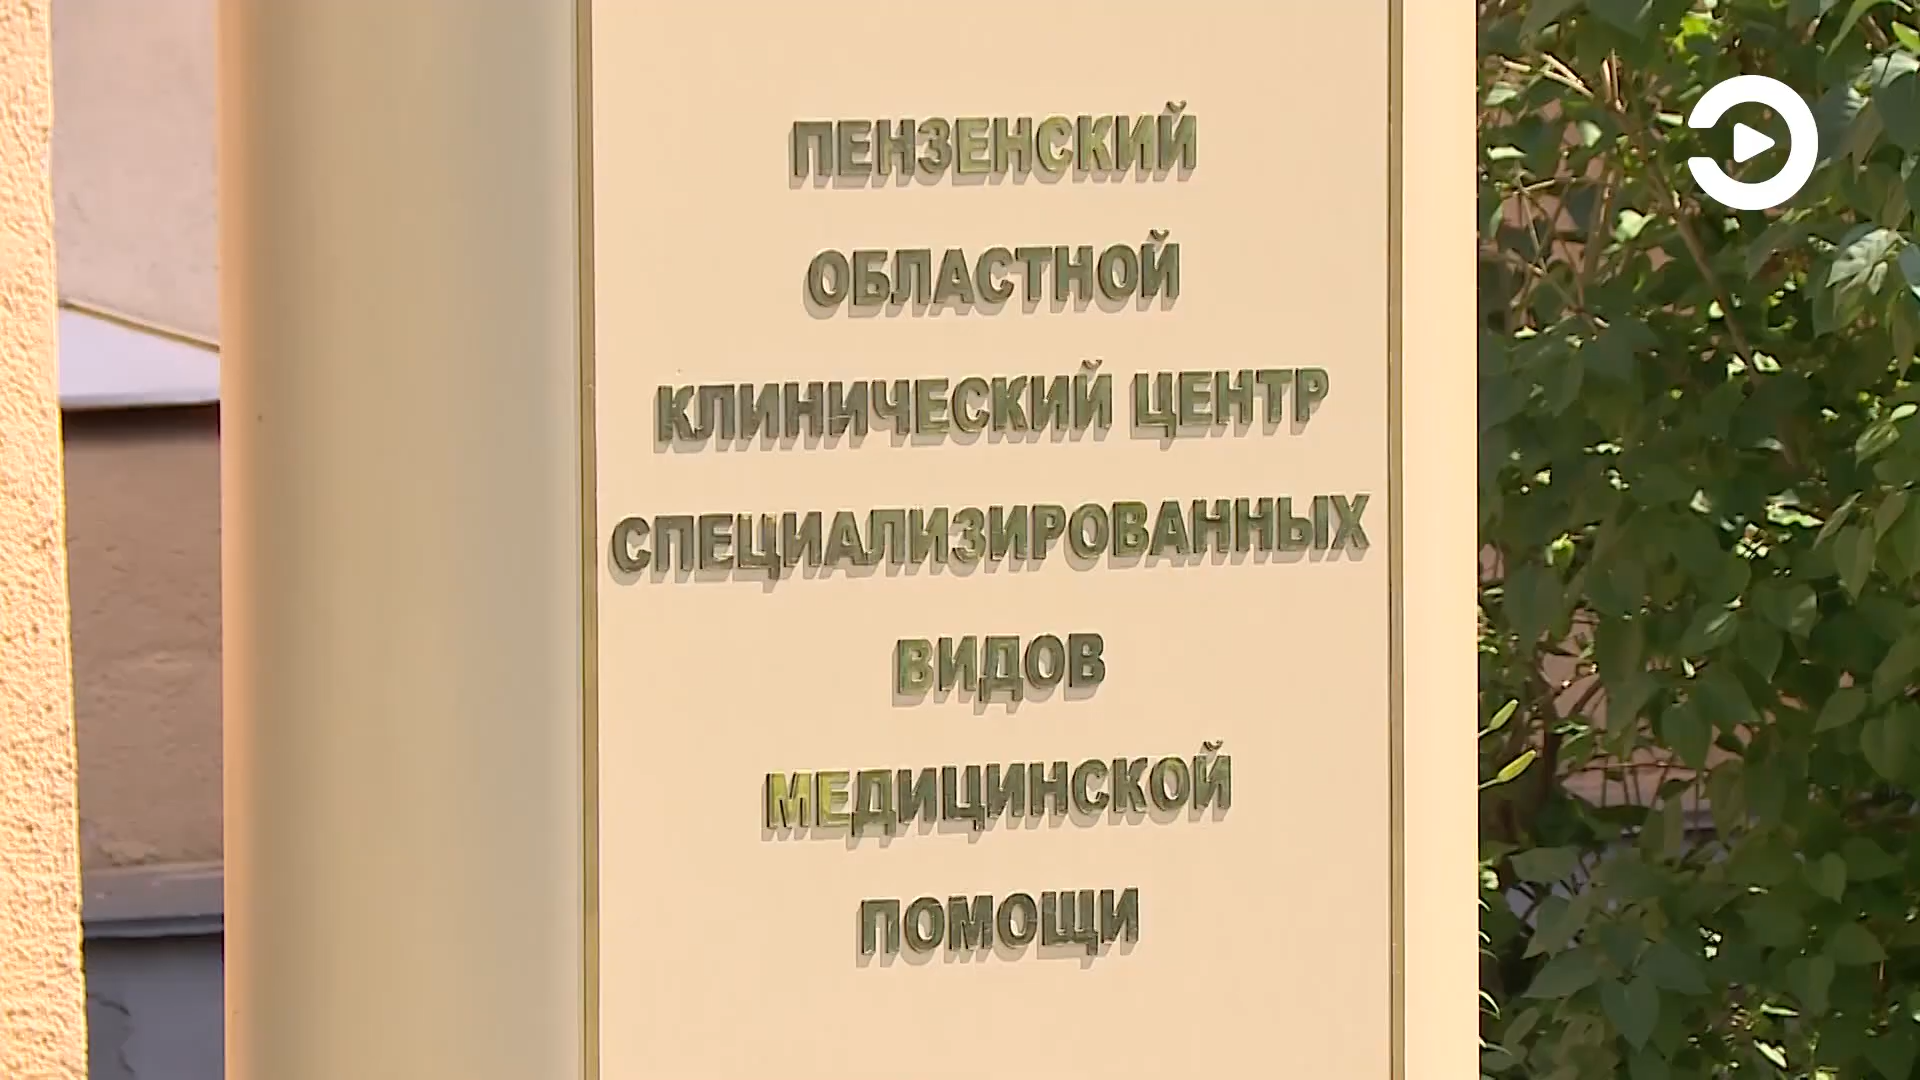 ПЕНЗЕНСКИЙ
ОБЛАСТНОЙ
КЛИНИЧЕСКИЙ ЦЕНТР
СПЕЦИАЛИЗИРОВАННЫХ
ВИДОВ
МЕДИЦИНСКОЙ
ПОМОЩИ